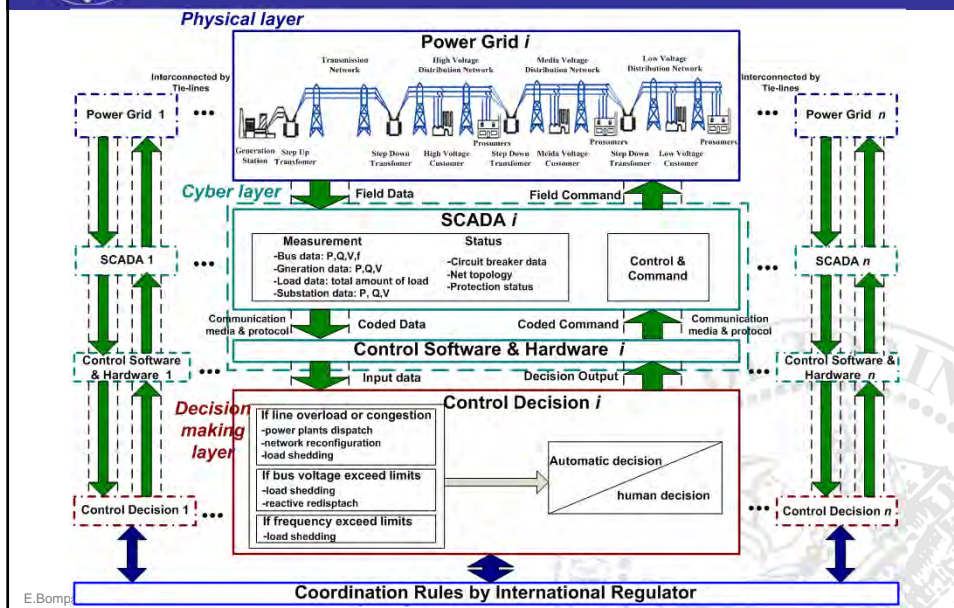 Physical layer
Power Grid i
Transmission
Network
High Voltage
Distribution Network
Media Voltage
Distribution Network
Low Voltage
Distribution Network
Interconnected by
Tie-lines
Interconnected by
Tie-lines
Power Grid 1
...
...
Power Grid n
Generation
Station
Step Up
Transfomer
Step Down
Transfomer
High Voltage
Customer
Prosumers
Step Down
Transfomer
Meida Voltage
Customer
Prosumers
Step Down
Transfomer
Low Voltage
Customer
Prosumers
Cyber layer
Field Data
Field Command
SCADA i
SCADA 1
...
Measurement
-Bus data: P,Q,V,f
-Gneration data: P,Q,V
-Load data: total amount of load
-Substation data: P, Q,V
Status
-Circuit breaker data
-Net topology
-Protection status
Control &
Command
...
SCADA n
Communication
media & protocol
Coded Data
Coded Command
Communication
media & protocol
Control Software & Hardware i
Control Software
& Hardware 1
...
...
Control Software &
Hardware n
Input data
Decision Output
Decision
making
layer
Control Decision i
If line overload or congestion
-power plants dispatch
-network reconfiguration
-load shedding
If bus voltage exceed limits
-load shedding
-reactive redisptach
If frequency exceed limits
-load shedding
Automatic decision
human decision
Control Decision 1
...
...
Control Decision n
Coordination Rules by International Regulator